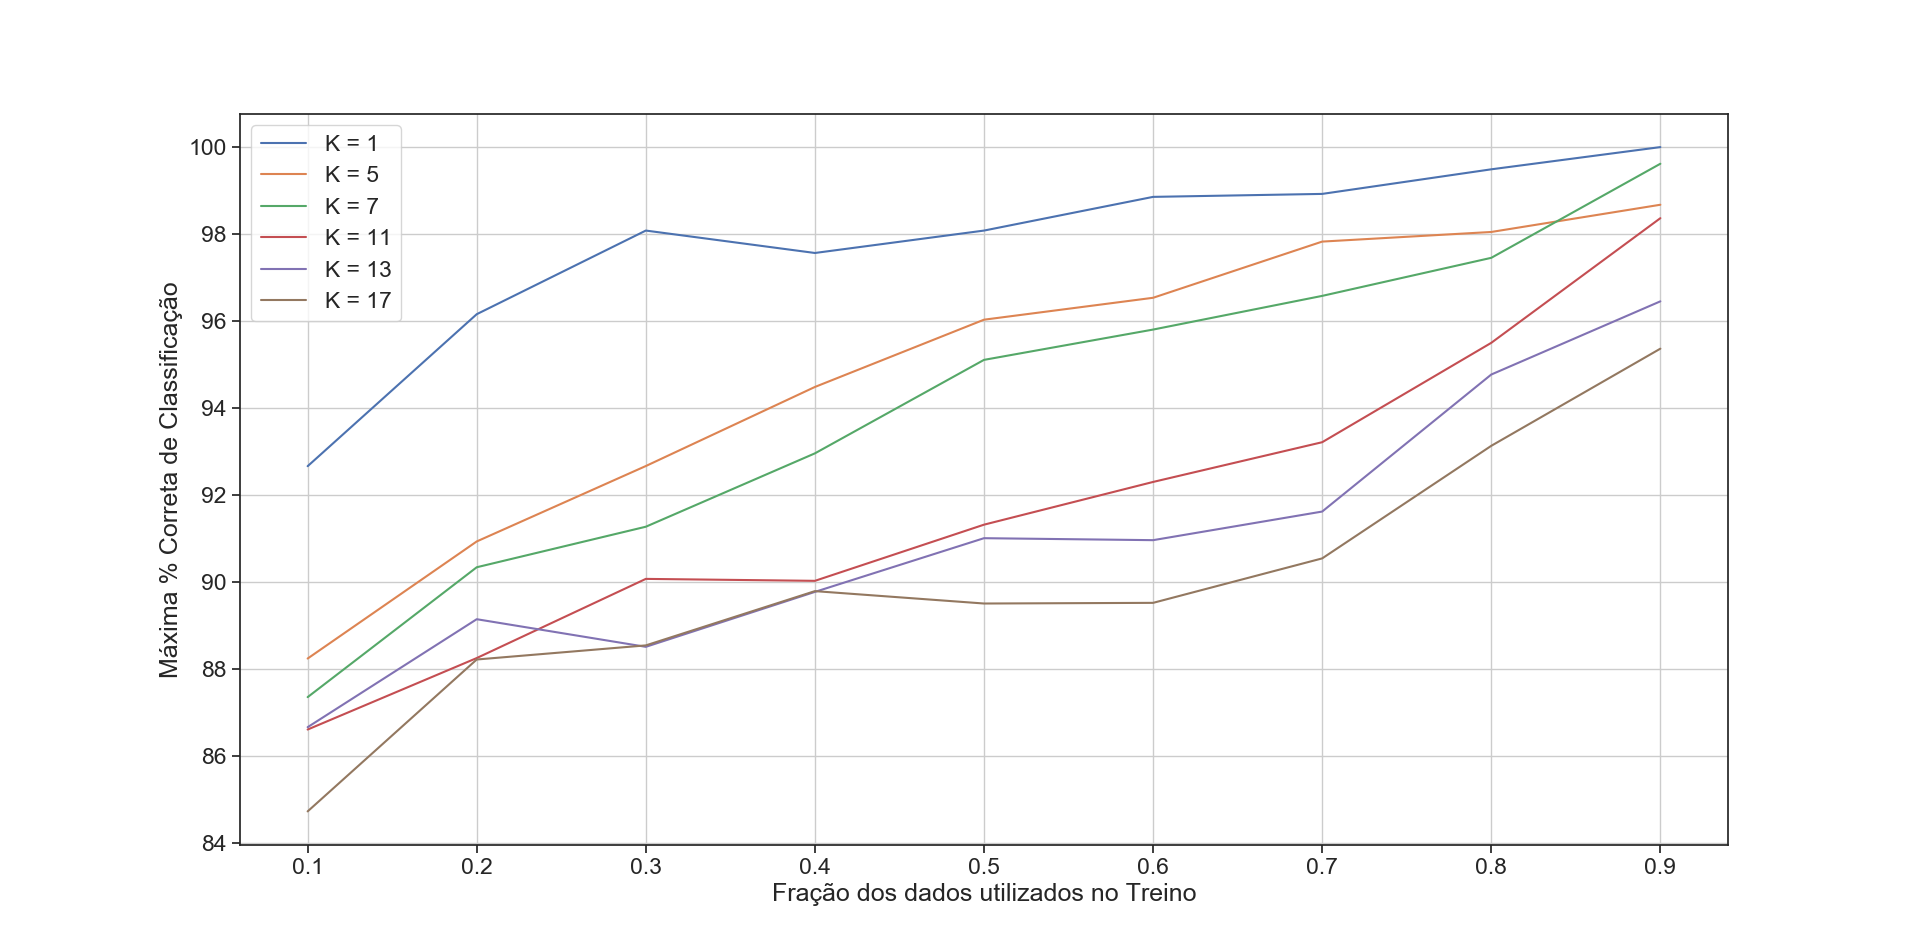 K = 1
K = 5
K = 7
K = 11
K = 13
K = 17
100
98
96
94
92
90
88
86
84
Máxima % Correta de Classificação
0.1 0.2 0.3 0.4 0.5 0.6 0.7 0.8 0.9
Fração dos dados utilizados no Treino